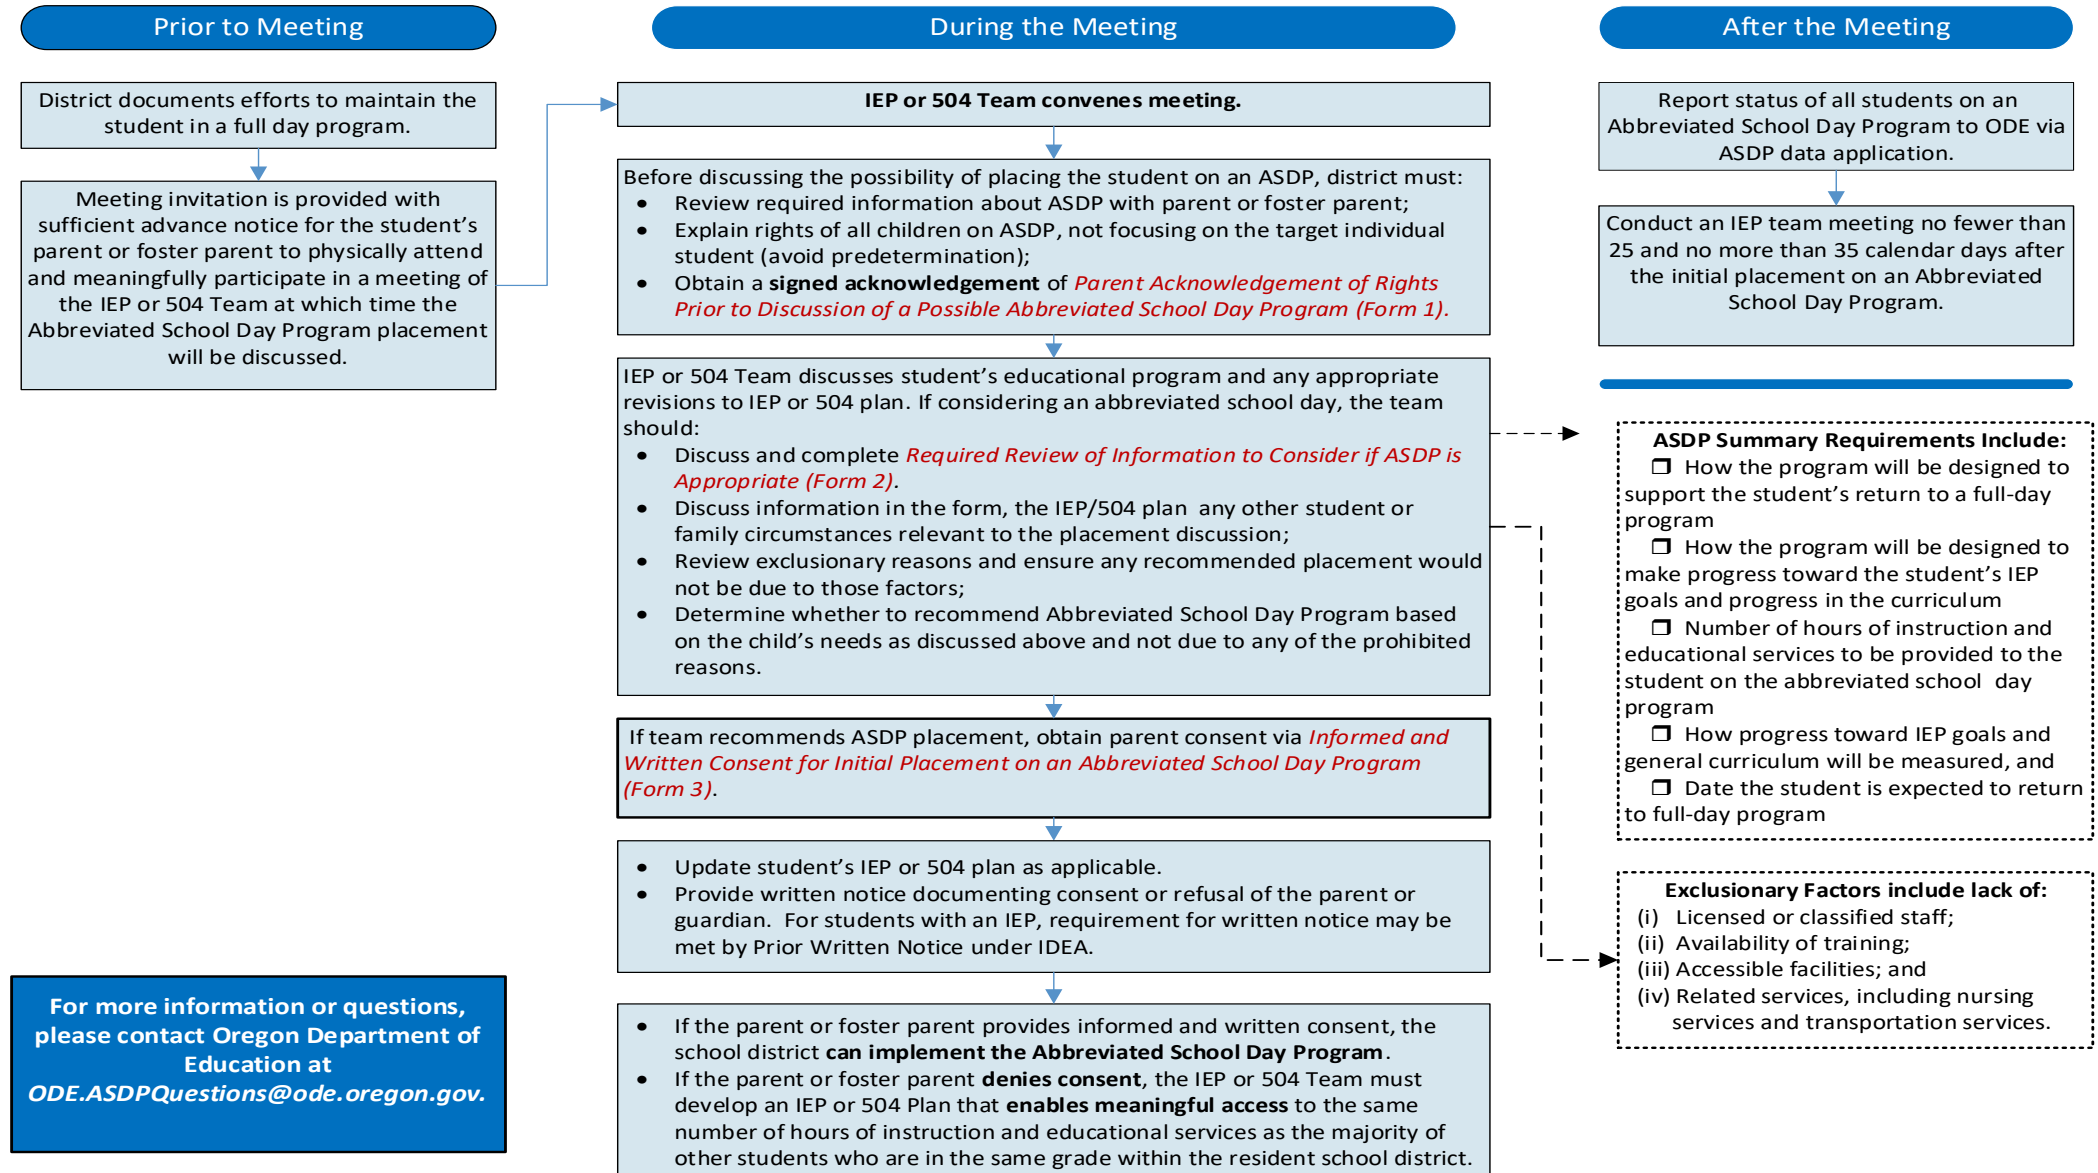 Prior to Meeting
District documents efforts to maintain the
student in a full day program.
Meeting invitation is provided with
sufficient advance notice for the student's
parent or foster parent to physically attend
and meaningfully participate in a meeting of
the IEP or 504 Team at which time the
Abbreviated School Day Program placement
will be discussed.
For more information or questions,
please contact Oregon Department of
Education at
ODE.ASDPQuestions@ode.oregon.gov.
During the Meeting
IEP or 504 Team convenes meeting.
Before discussing the possibility of placing the student on an ASDP, district must:
• Review required information about ASDP with parent or foster parent;
• Explain rights of all children on ASDP, not focusing on the target individual
student (avoid predetermination);
• Obtain a signed acknowledgement of Parent Acknowledgement of Rights
Prior to Discussion of a Possible Abbreviated School Day Program (Form 1).
IEP or 504 Team discusses student's educational program and any appropriate
revisions to IEP or 504 plan. If considering an abbreviated school day, the team
should:
• Discuss and complete Required Review of Information to Consider if ASDP is
Appropriate (Form 2).
• Discuss information in the form, the IEP/504 plan any other student or
family circumstances relevant to the placement discussion;
• Review exclusionary reasons and ensure any recommended placement would
not be due to those factors;
• Determine whether to recommend Abbreviated School Day Program based
on the child's needs as discussed above and not due to any of the prohibited
reasons.
If team recommends ASDP placement, obtain parent consent via Informed and
Written Consent for Initial Placement on an Abbreviated School Day Program
(Form 3).
• Update student's IEP or 504 plan as applicable.
• Provide written notice documenting consent or refusal of the parent or
guardian. For students with an IEP, requirement for written notice may be
met by Prior Written Notice under IDEA.
• If the parent or foster parent provides informed and written consent, the
school district can implement the Abbreviated School Day Program.
• If the parent or foster parent denies consent, the IEP or 504 Team must
develop an IEP or 504 Plan that enables meaningful access to the same
number of hours of instruction and educational services as the majority of
other students who are in the same grade within the resident school district.
After the Meeting
Report status of all students on an
Abbreviated School Day Program to ODE via
ASDP data application.
Conduct an IEP team meeting no fewer than
25 and no more than 35 calendar days after
the initial placement on an Abbreviated
School Day Program.
ASDP Summary Requirements Include:
❒ How the program will be designed to
support the student's return to a full-day
program
❒ How the program will be designed to
make progress toward the student's IEP
goals and progress in the curriculum
❒ Number of hours of instruction and
educational services to be provided to the
student on the abbreviated school day
program
❒ How progress toward IEP goals and
general curriculum will be measured, and
❒ Date the student is expected to return
to full-day program
Exclusionary Factors include lack of:
(i) Licensed or classified staff;
(ii) Availability of training;
(iii) Accessible facilities; and
(iv) Related services, including nursing
services and transportation services.